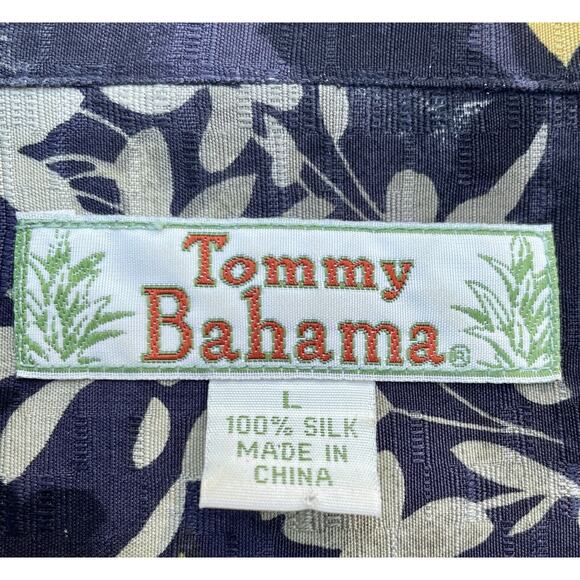 Tommy
Bahama®
L
100% SILK
MADE IN
CHINA